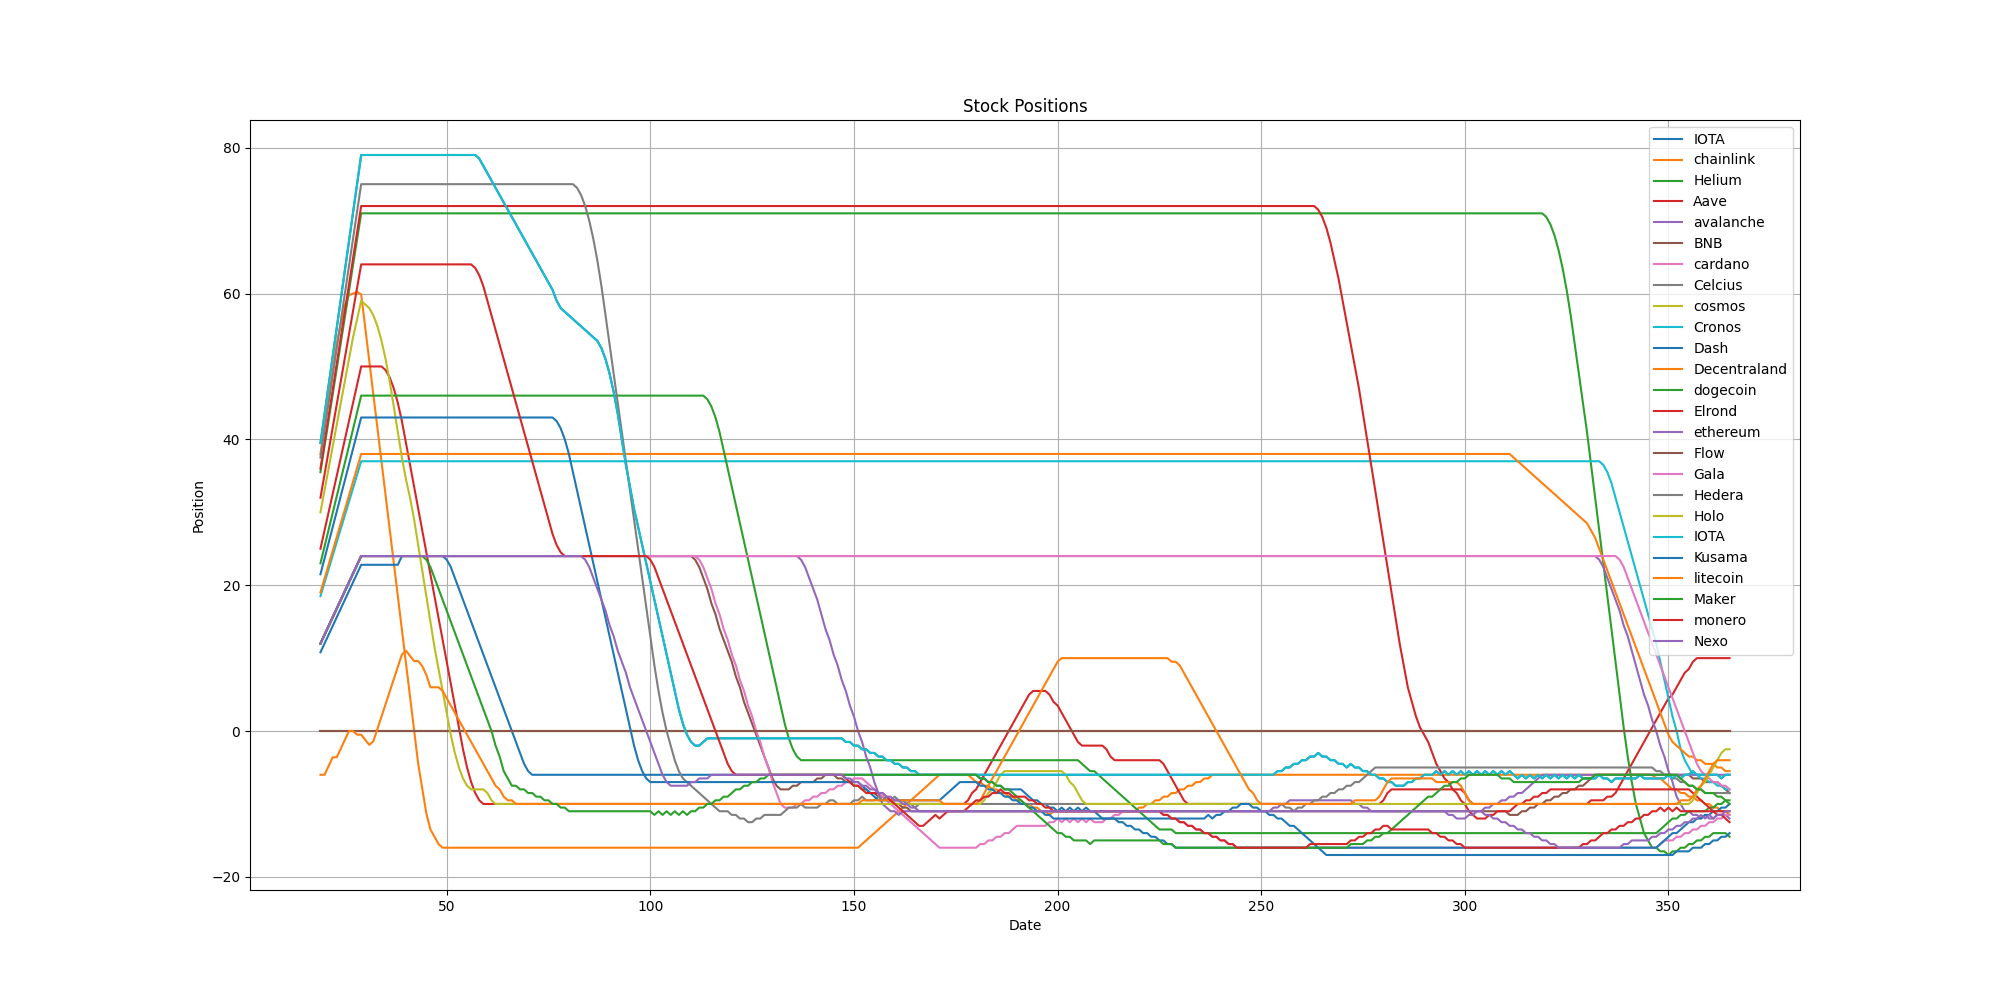 Stock Positions
80
60
40
20
0
−20
Position
50
100
150
200
250
300
350
Date
IOTA
chainlink
Helium
Aave
avalanche
BNB
cardano
Celcius
cosmos
Cronos
Dash
Decentraland
dogecoin
Elrond
ethereum
Flow
Gala
Hedera
Holo
IOTA
Kusama
litecoin
Maker
monero
Nexo